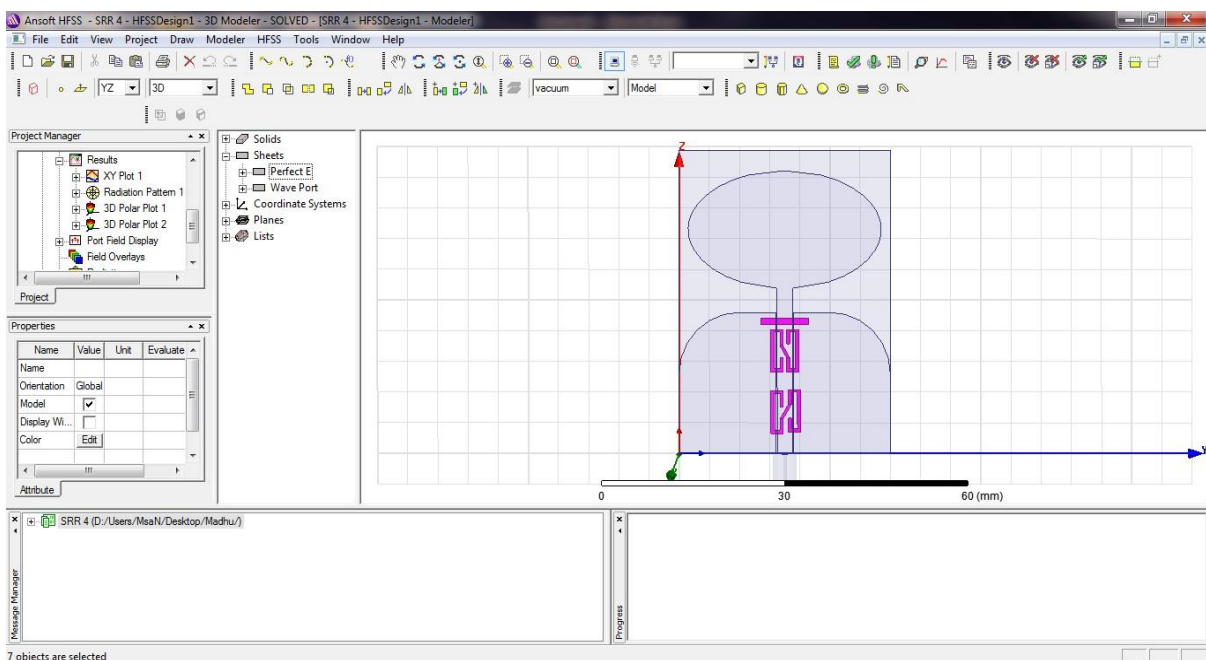 Ansoft HFSS - SRR 4 - HFSSDesign1 - 3D Modeler - SOLVED - [SRR 4 - HFSSDesign1 - Modeler]
File Edit View Project Draw Modeler HFSS Tools Window Help
YZ 3D vacuum Model
Project Manager
Results
XY Plot 1
Radiation Pattern 1
3D Polar Plot 1
3D Polar Plot 2
Port Field Display
Field Overlays
Project
Solids
Sheets
Perfect E
Wave Port
Coordinate Systems
Planes
Lists
Properties
Name Value Unit Evaluate
Name
Orientation Global
Model
Display Wi...
Color Edit
Attribute
Z
0 30 60 (mm)
Message Manager
SRR 4 (D:/Users/MsaN/Desktop/Madhu/)
Progress
7 objects are selected